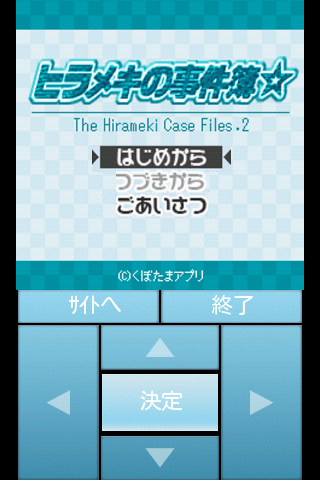 ヒラメキの事件簿☆
The Hirameki Case Files.2
はじめから
つづきから
ごあいさつ
(C)くぼたまアプリ
ｻｲﾄへ
終了
決定